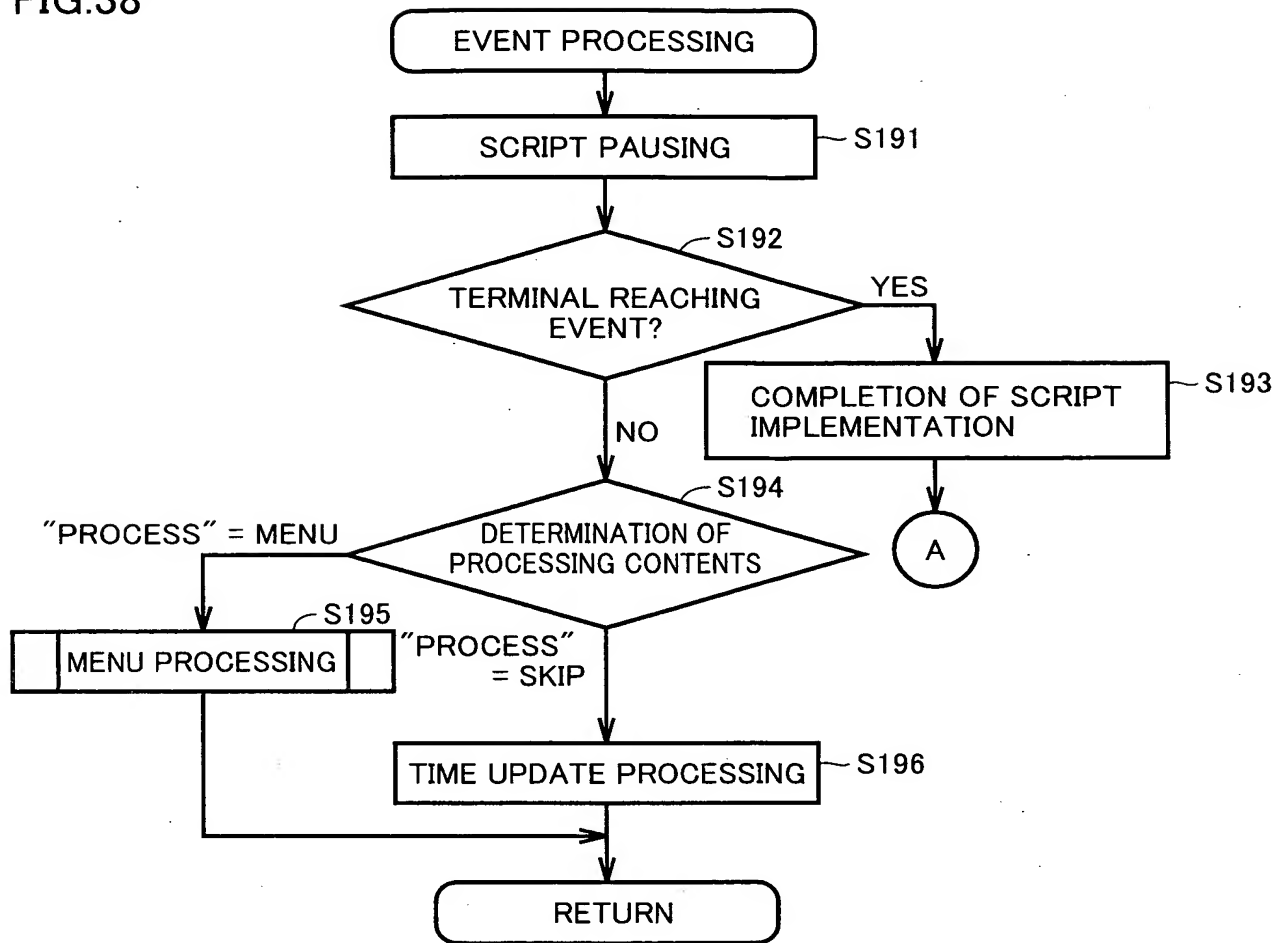 FIG.38
EVENT PROCESSING
SCRIPT PAUSING
S191
S192
TERMINAL REACHING
EVENT?
YES
COMPLETION OF SCRIPT
IMPLEMENTATION
S193
NO
A
S194
"PROCESS" = MENU
DETERMINATION OF
PROCESSING CONTENTS
S195
MENU PROCESSING
"PROCESS"
= SKIP
TIME UPDATE PROCESSING
S196
RETURN